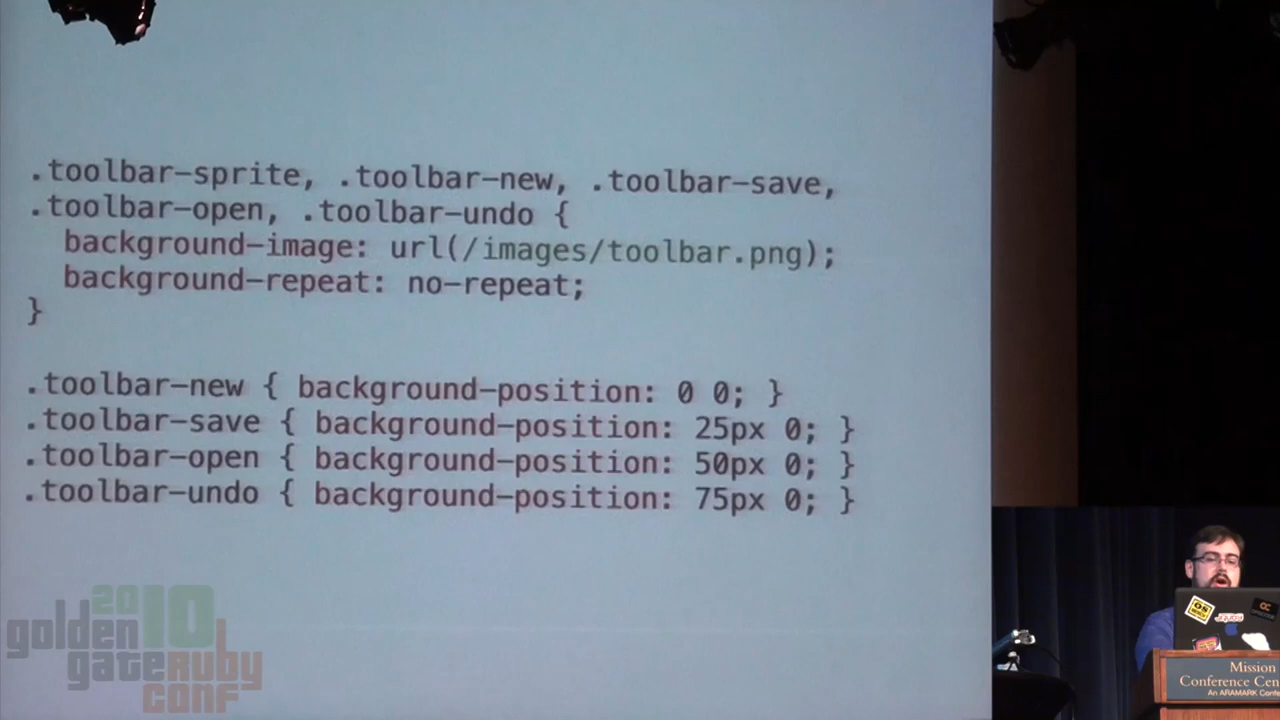 .toolbar-sprite, .toolbar-new, .toolbar-save,
.toolbar-open, .toolbar-undo {
background-image: url(/images/toolbar.png);
background-repeat: no-repeat;
}
.toolbar-new { background-position: 0 0; }
.toolbar-save { background-position: 25px 0; }
.toolbar-open { background-position: 50px 0; }
.toolbar-undo { background-position: 75px 0; }
2010
golden
gateRUBY
CONF
Mission
Conference Cen
An ARAMARK Conf